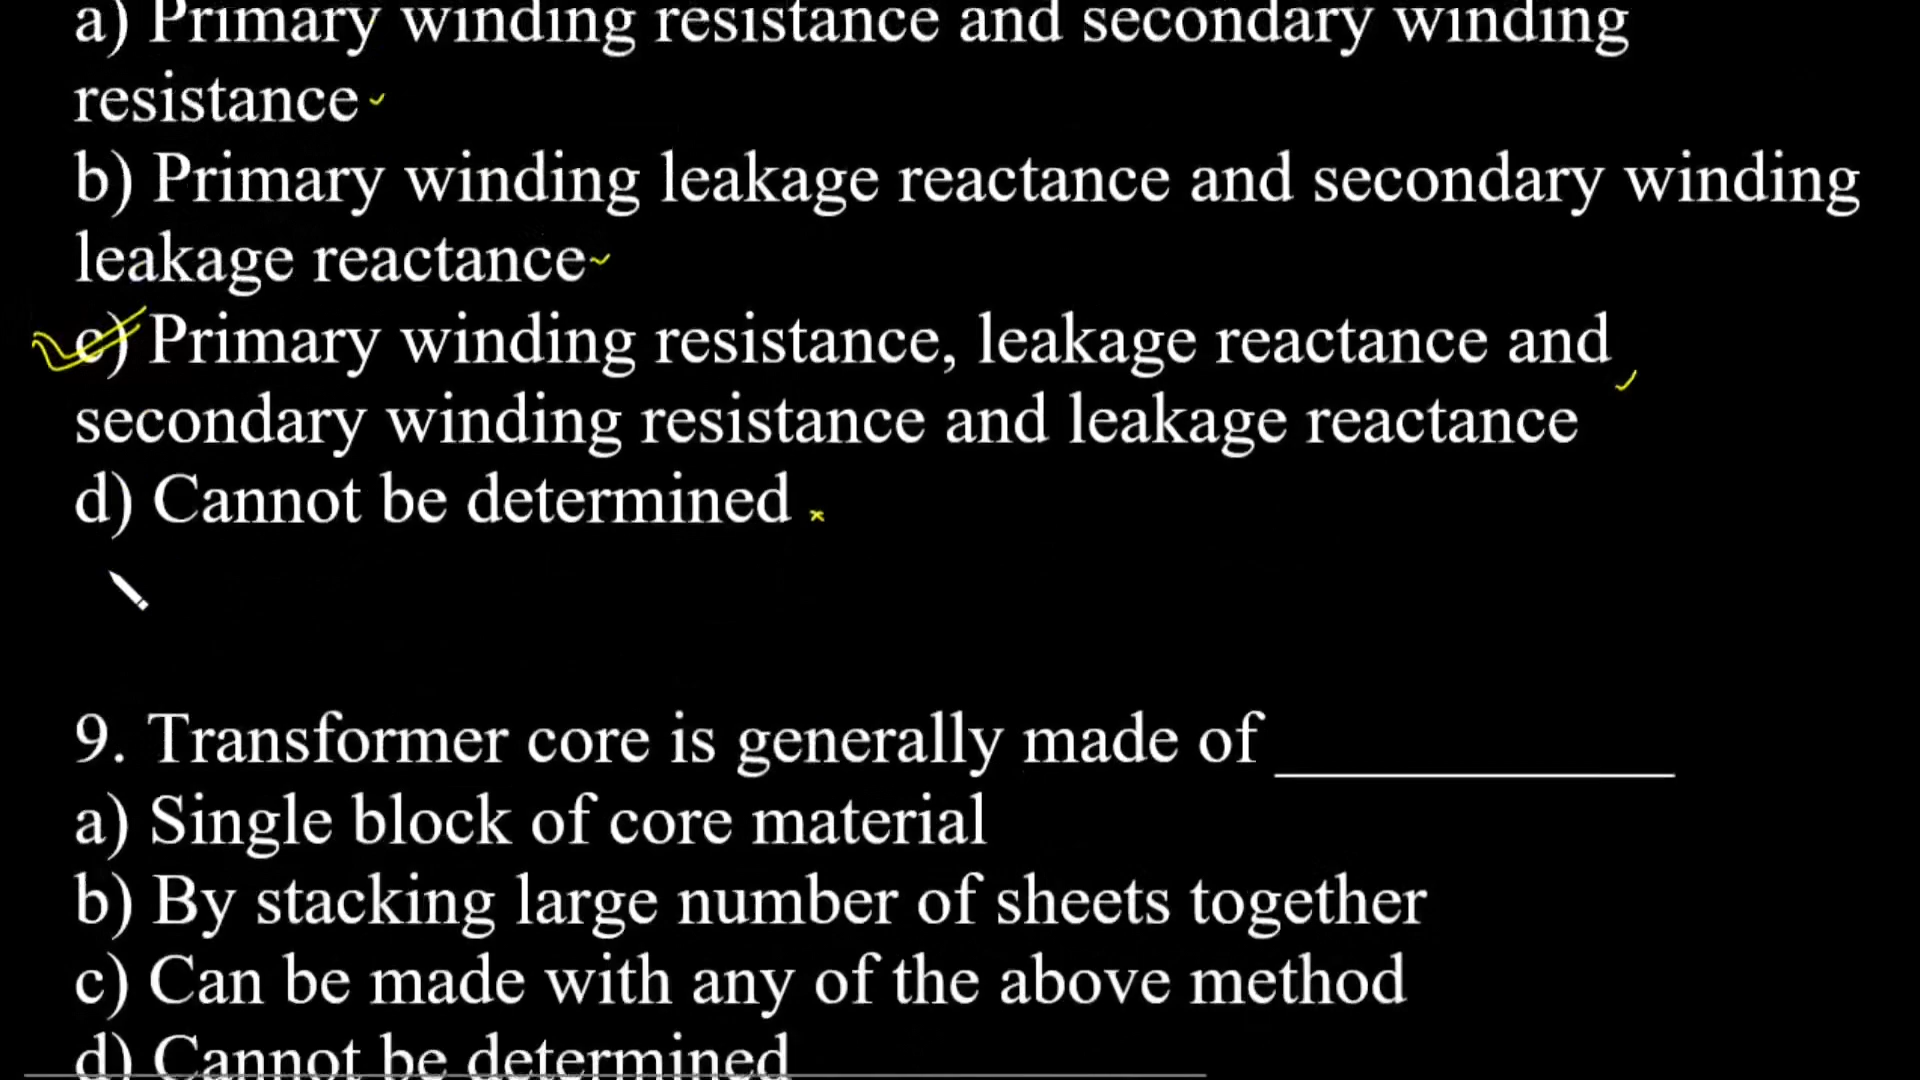 a) Primary winding resistance and secondary winding
resistance
b) Primary winding leakage reactance and secondary winding
leakage reactance
c) Primary winding resistance, leakage reactance and
secondary winding resistance and leakage reactance
d) Cannot be determined
9. Transformer core is generally made of ____________
a) Single block of core material
b) By stacking large number of sheets together
c) Can be made with any of the above method
d) Cannot be determined